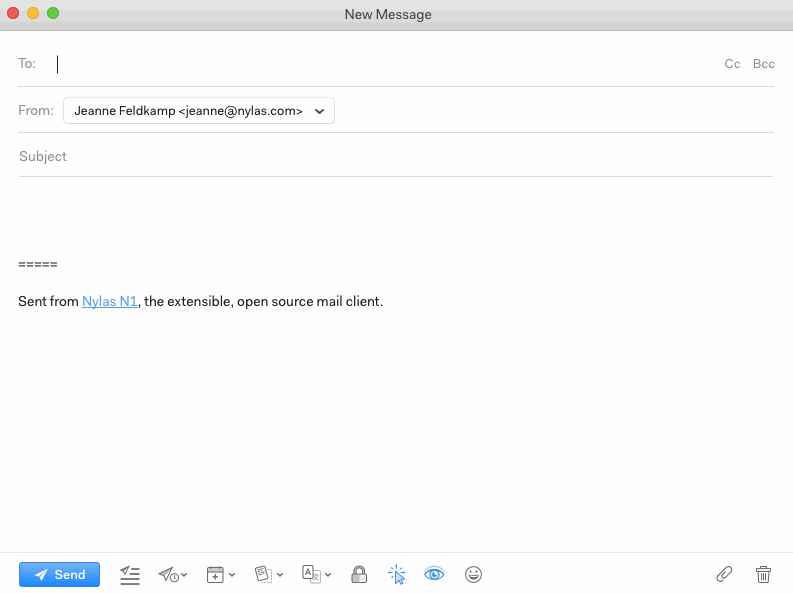 New Message
To:
Cc Bcc
From: Jeanne Feldkamp <jeanne@nylas.com>
Subject
=====
Sent from Nylas N1, the extensible, open source mail client.
Send